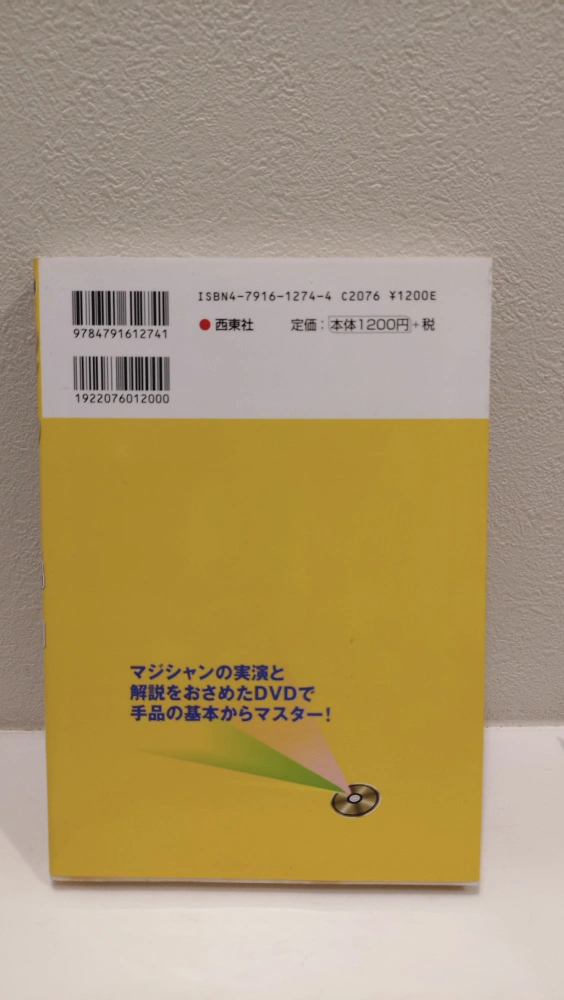 ISBN4-7916-1274-4 C2076 ¥1200E
9784791612741
西東社 定価：本体1200円+税
1922076012000
マジシャンの実演と
解説をおさめたDVDで
手品の基本からマスター！